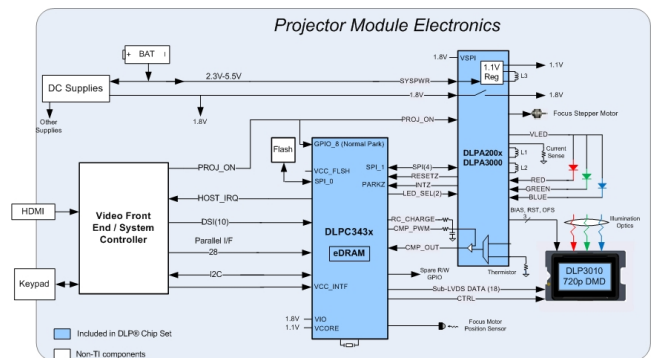 Projector Module Electronics
+ BAT I
2.3V-5.5V
DC Supplies
SYSPWR
1.8V
VSPI
1.1V
Reg
1.1V
L3
1.8V
1.8V
Other
Supplies
1.8V
PROJ_ON
Focus Stepper Motor
GPIO_8 (Normal Park)
Flash
VCC_FLSH
SPI_0
SPI_1
PARKZ
SPI(4)
RESETZ
INTZ
LED_SEL(2)
DLPA200x
DLPA3000
VLED
L1
L2
Current
Sense
RED
GREEN
BLUE
PROJ_ON
HOST_IRQ
HDMI
Video Front
End / System
Controller
DSI(10)
Parallel I/F
28
I2C
DLPC343x
eDRAM
RC_CHARGE
CMP_PWM
CMP_OUT
Thermistor
BIAS, RST, OFS
3
Illumination
Optics
Spare R/W
GPIO
DLP3010
720p DMD
Keypad
VCC_INTF
Sub-LVDS DATA (18)
CTRL
1.8V
VIO
1.1V
VCORE
Focus Motor
Position Sensor
Included in DLP® Chip Set
Non-TI components